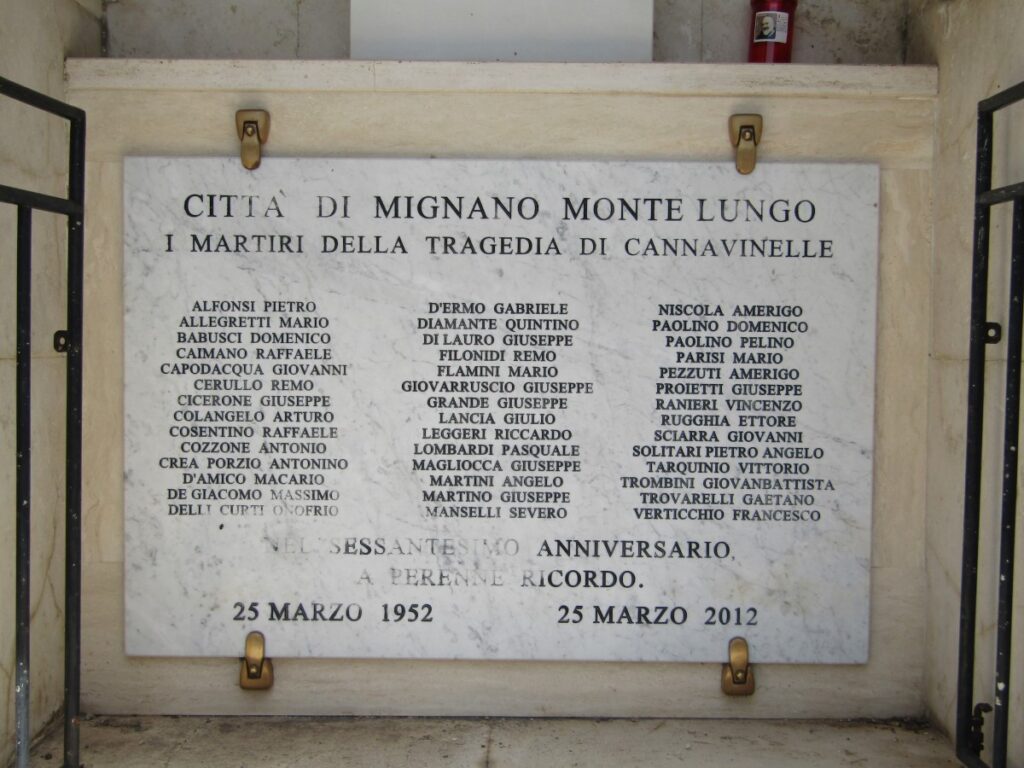 CITTÀ DI MIGNANO MONTE LUNGO
I MARTIRI DELLA TRAGEDIA DI CANNAVINELLE
ALFONSI PIETRO
ALLEGRETTI MARIO
BABUSCI DOMENICO
CAIMANO RAFFAELE
CAPODACQUA GIOVANNI
CERULLO REMO
CICERONE GIUSEPPE
COLANGELO ARTURO
COSENTINO RAFFAELE
COZZONE ANTONIO
CREA PORZIO ANTONINO
D'AMICO MACARIO
DE GIACOMO MASSIMO
DELLI CURTI ONOFRIO
D'ERMO GABRIELE
DIAMANTE QUINTINO
DI LAURO GIUSEPPE
FILONIDI REMO
FLAMINI MARIO
GIOVARRUSCIO GIUSEPPE
GRANDE GIUSEPPE
LANCIA GIULIO
LEGGERI RICCARDO
LOMBARDI PASQUALE
MAGLIOCCA GIUSEPPE
MARTINI ANGELO
MARTINO GIUSEPPE
MANSELLI SEVERO
NISCOLA AMERIGO
PAOLINO DOMENICO
PAOLINO PELINO
PARISI MARIO
PEZZUTI AMERIGO
PROIETTI GIUSEPPE
RANIERI VINCENZO
RUGGHIA ETTORE
SCIARRA GIOVANNI
SOLITARI PIETRO ANGELO
TARQUINIO VITTORIO
TROMBINI GIOVANBATTISTA
TROVARELLI GAETANO
VERTICCHIO FRANCESCO
NEL SESSANTESIMO ANNIVERSARIO,
A PERENNE RICORDO.
25 MARZO 1952 25 MARZO 2012